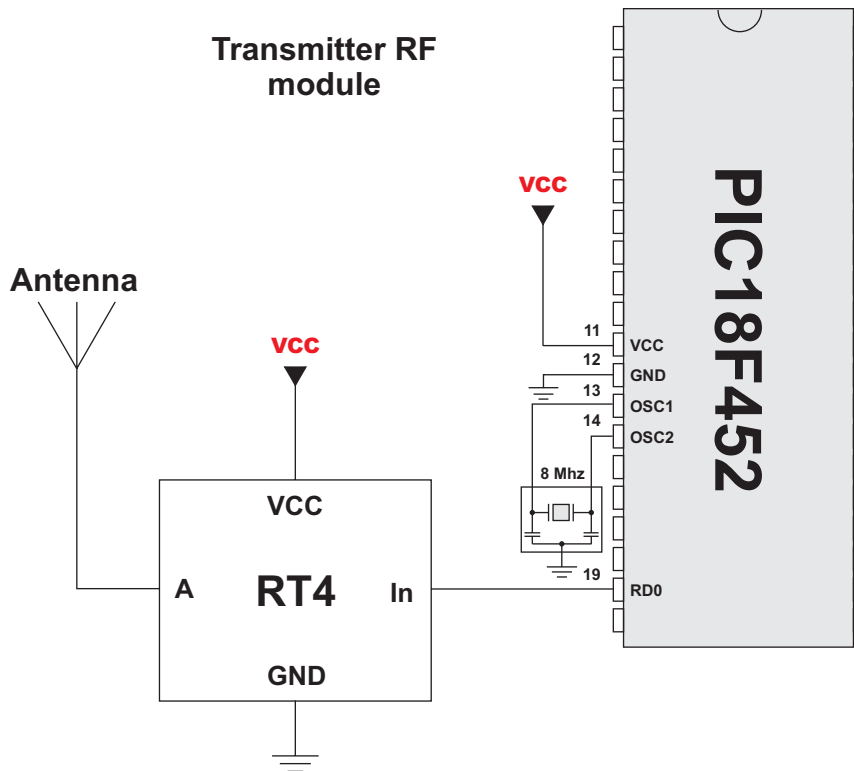 Transmitter RF
module
vcc
Antenna
vcc
11
VCC
12
GND
13
OSC1
14
OSC2
8 Mhz
19
RD0
PIC18F452
VCC
A
RT4
In
GND